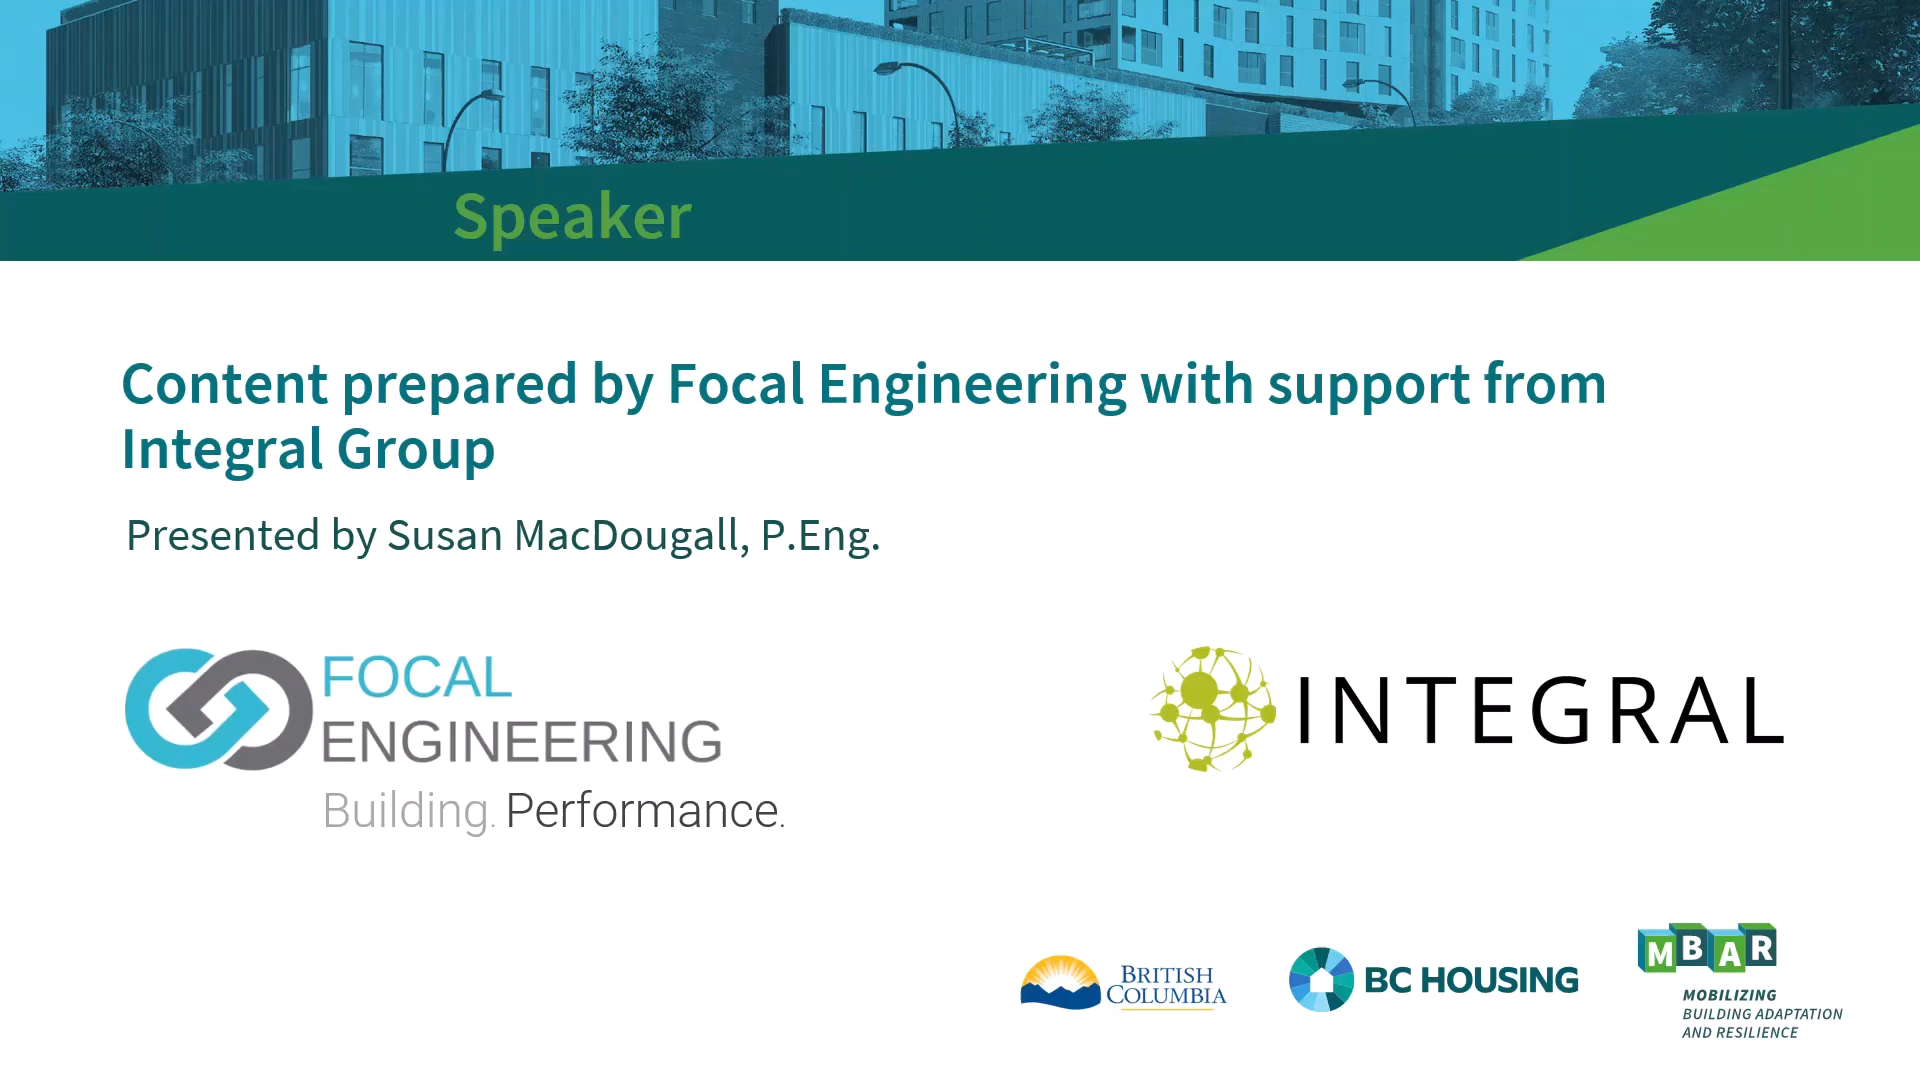 Speaker
Content prepared by Focal Engineering with support from
Integral Group
Presented by Susan MacDougall, P.Eng.
FOCAL
ENGINEERING
Building. Performance.
INTEGRAL
BRITISH
COLUMBIA
BC HOUSING
MBAR
MOBILIZING
BUILDING ADAPTATION
AND RESILIENCE